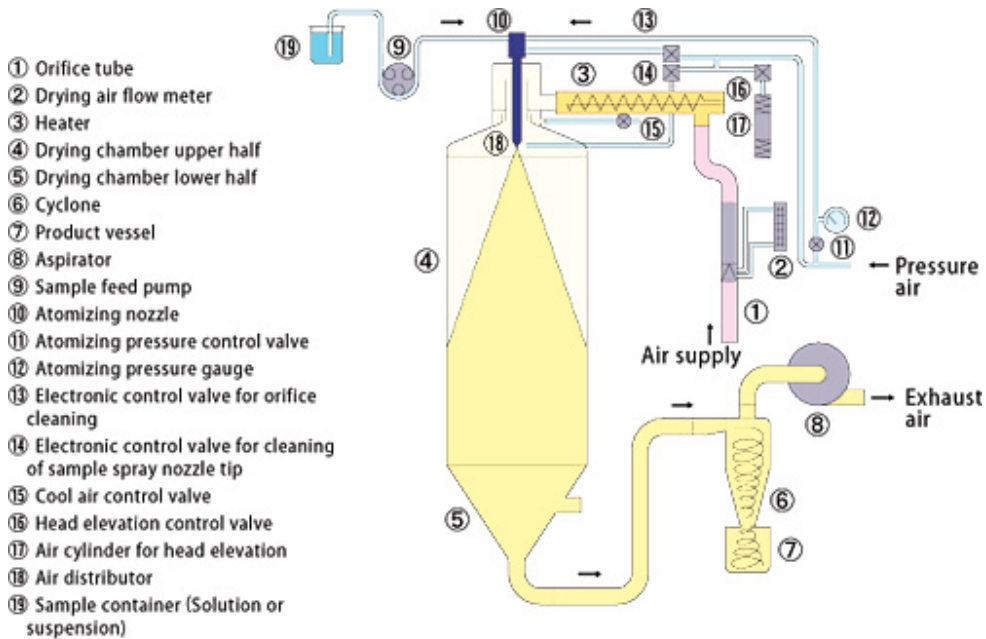 ① Orifice tube
② Drying air flow meter
③ Heater
④ Drying chamber upper half
⑤ Drying chamber lower half
⑥ Cyclone
⑦ Product vessel
⑧ Aspirator
⑨ Sample feed pump
⑩ Atomizing nozzle
⑪ Atomizing pressure control valve
⑫ Atomizing pressure gauge
⑬ Electronic control valve for orifice
cleaning
⑭ Electronic control valve for cleaning
of sample spray nozzle tip
⑮ Cool air control valve
⑯ Head elevation control valve
⑰ Air cylinder for head elevation
⑱ Air distributor
⑲ Sample container (Solution or
suspension)
⑲
⑨
⑩
⑬
③
⑭
⑯
⑮
⑰
⑱
④
②
⑫
⑪
← Pressure
air
①
Air supply
→ Exhaust
air
⑧
⑤
⑥
⑦